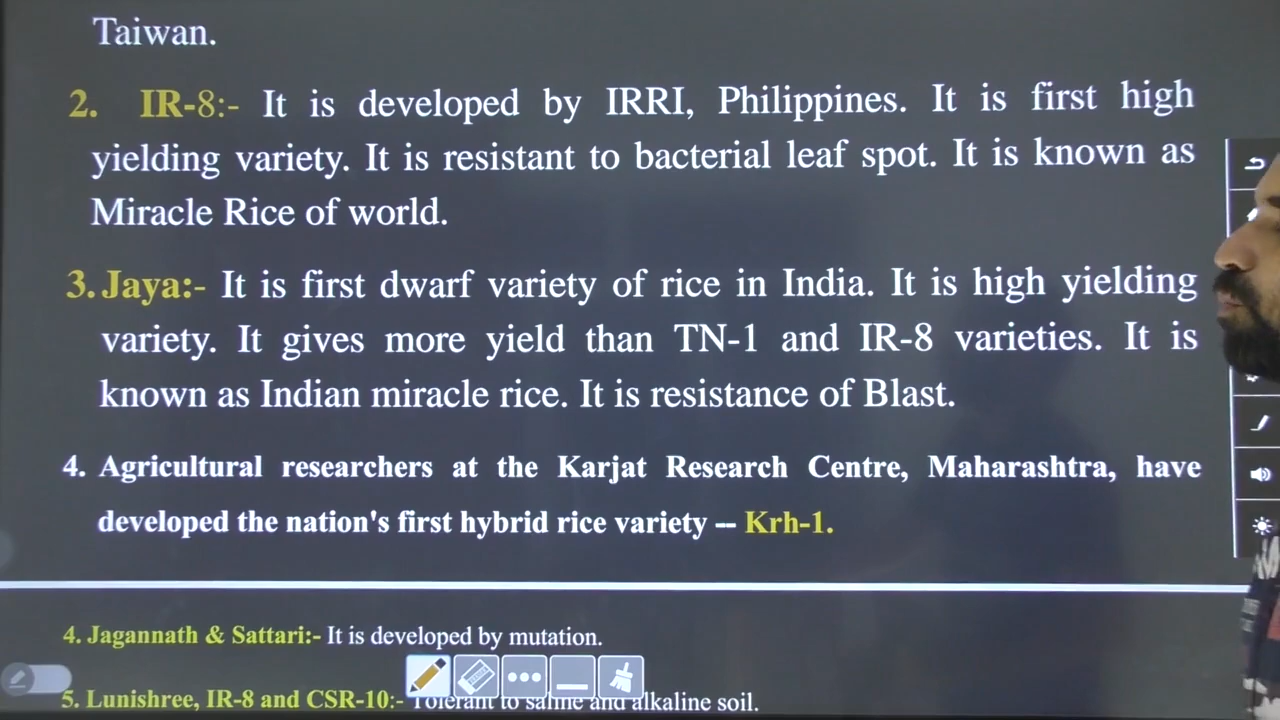 Taiwan.
2. IR-8:- It is developed by IRRI, Philippines. It is first high
yielding variety. It is resistant to bacterial leaf spot. It is known as
Miracle Rice of world.
3. Jaya:- It is first dwarf variety of rice in India. It is high yielding
variety. It gives more yield than TN-1 and IR-8 varieties. It is
known as Indian miracle rice. It is resistance of Blast.
4. Agricultural researchers at the Karjat Research Centre, Maharashtra, have
developed the nation's first hybrid rice variety -- Krh-1.
4. Jagannath & Sattari:- It is developed by mutation.
5. Lunishree, IR-8 and CSR-10:- Tolerant to saline and alkaline soil.